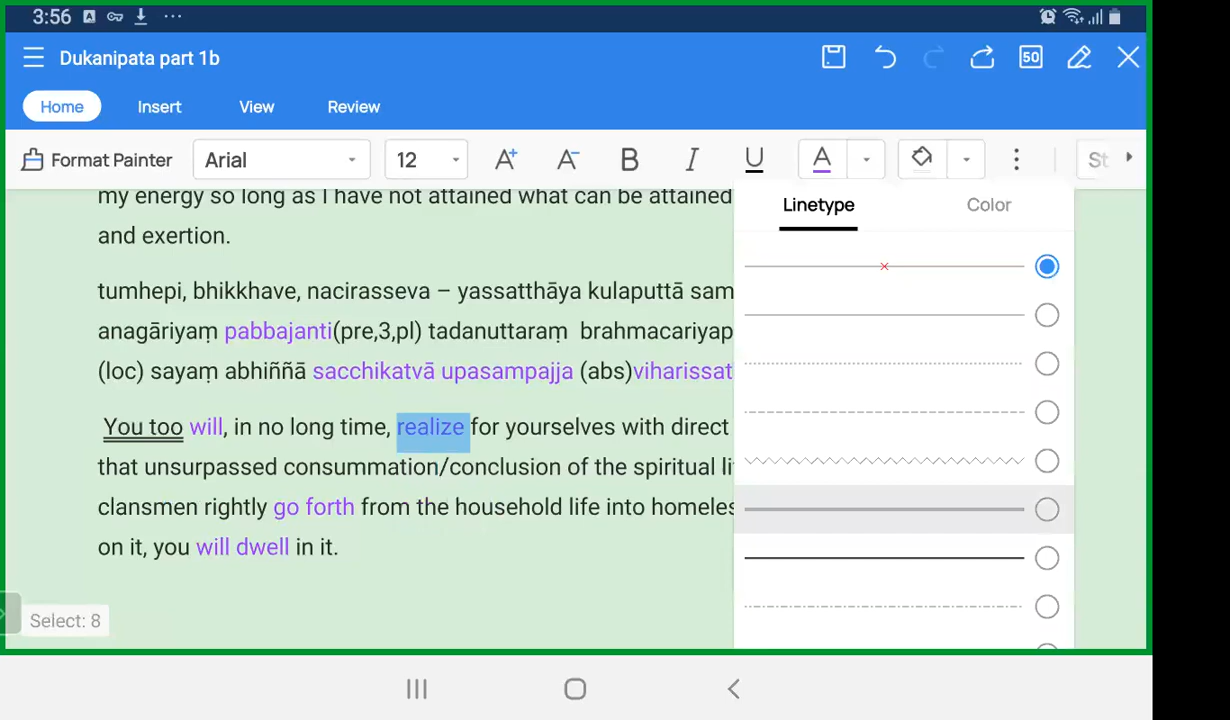 3:56
Dukanipata part 1b
50
Home Insert View Review
Format Painter Arial 12 A+ A- B I U A St
Linetype Color
my energy so long as I have not attained what can be attained
and exertion.
tumhepi, bhikkhave, nacirasseva – yassatthāya kulaputtā sam
anagāriyaṃ pabbajanti(pre,3,pl) tadanuttaraṃ brahmacariyap
(loc) sayaṃ abhiññā sacchikatvā upasampajja (abs)viharissat
You too will, in no long time, realize for yourselves with direct
that unsurpassed consummation/conclusion of the spiritual li
clansmen rightly go forth from the household life into homeles
on it, you will dwell in it.
Select: 8